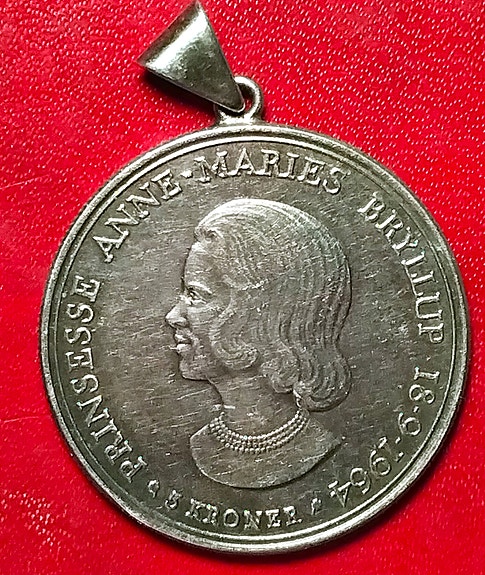 PRINSESSE ANNE-MARIES BRYLLUP 18-9-1964
5 KRONER